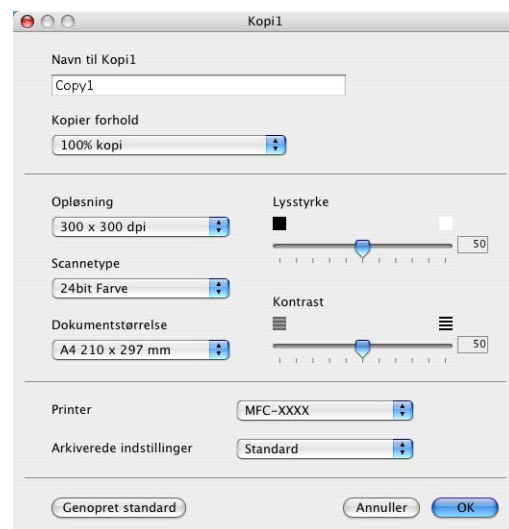 Kopi1
Navn til Kopi1
Copy1
Kopier forhold
100% kopi
Opløsning
300 x 300 dpi
Scannetype
24bit Farve
Dokumentstørrelse
A4 210 x 297 mm
Lysstyrke
50
Kontrast
50
Printer
MFC-XXXX
Arkiverede indstillinger
Standard
Genopret standard
Annuller
OK